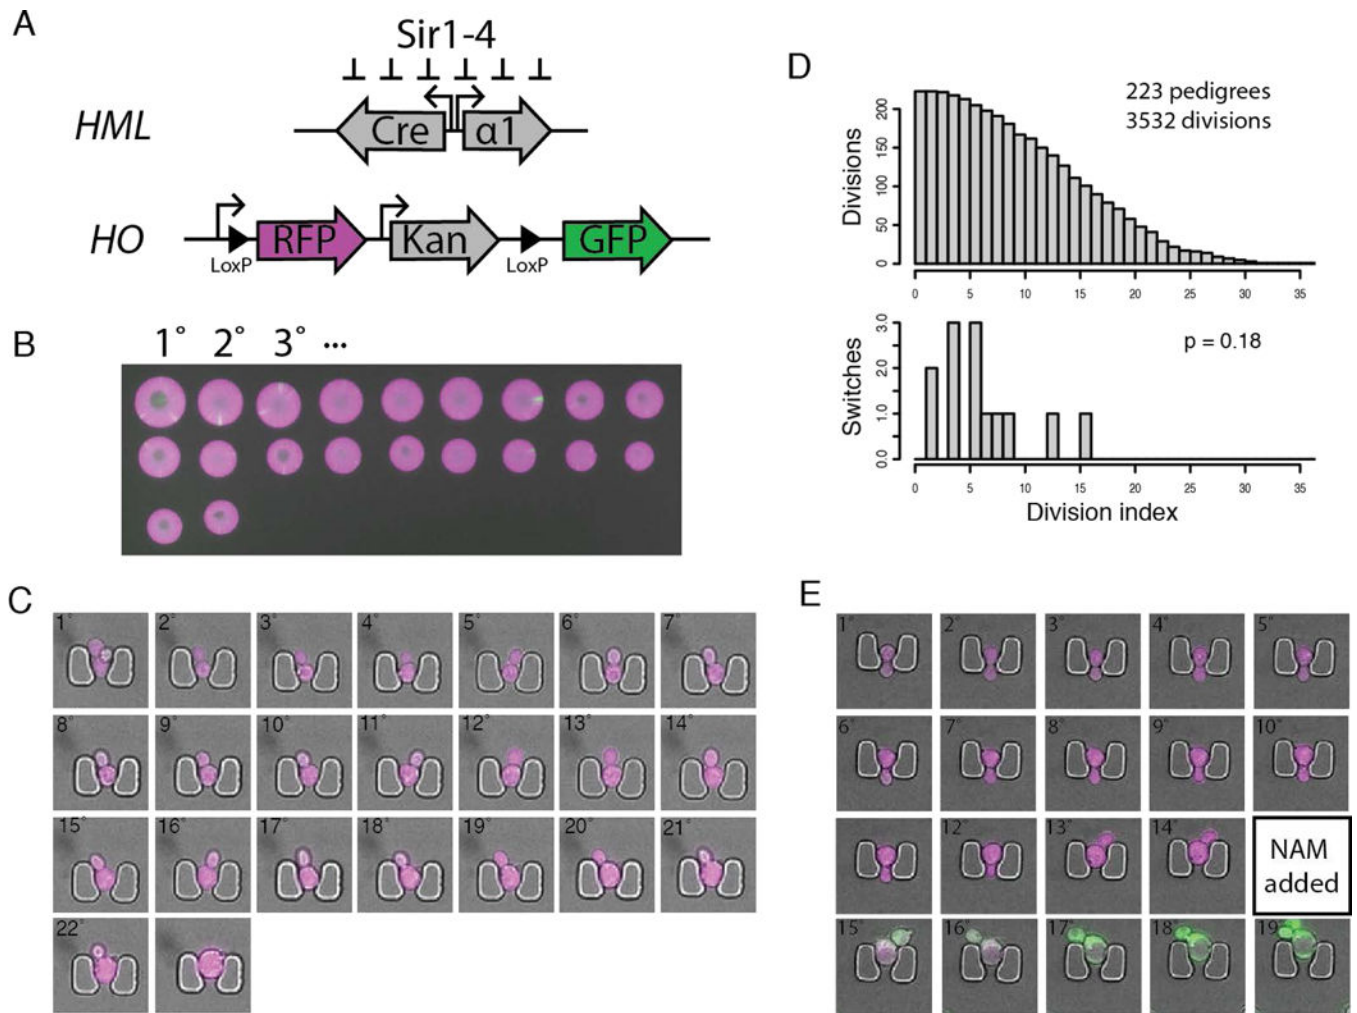 A
Sir1-4
HML
Cre
α1
HO
RFP
Kan
GFP
LoxP
LoxP
B
1° 2° 3° ...
C
1° 2° 3° 4° 5° 6° 7°
8° 9° 10° 11° 12° 13° 14°
15° 16° 17° 18° 19° 20° 21°
22°
D
223 pedigrees
3532 divisions
Divisions
0 50 100 150 200
0 5 10 15 20 25 30 35
p = 0.18
Switches
0.0 1.0 2.0 3.0
0 5 10 15 20 25 30 35
Division index
E
1° 2° 3° 4° 5°
6° 7° 8° 9° 10°
12° 13° 14°
NAM
added
15° 16° 17° 18° 19°